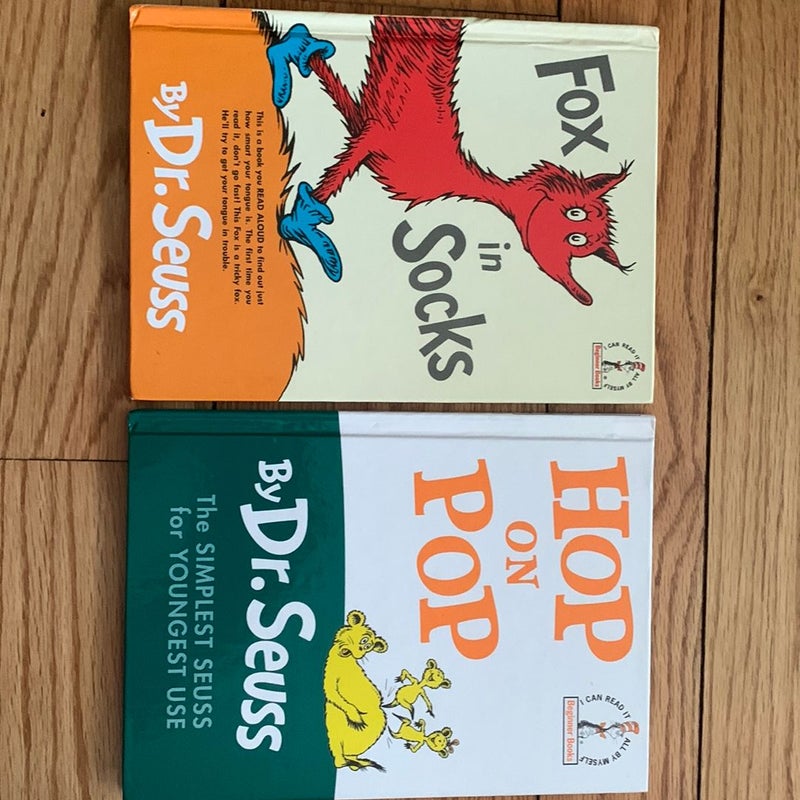 Fox
in
Socks
I CAN READ IT ALL BY MYSELF
Beginner Books
This is a book you READ ALOUD to find out just
how smart your tongue is. The first time you
read it, don't go fast! This Fox is a tricky fox.
He'll try to get your tongue in trouble.
By Dr. Seuss
HOP
ON
POP
I CAN READ IT ALL BY MYSELF
Beginner Books
By Dr. Seuss
The SIMPLEST SEUSS
for YOUNGEST USE